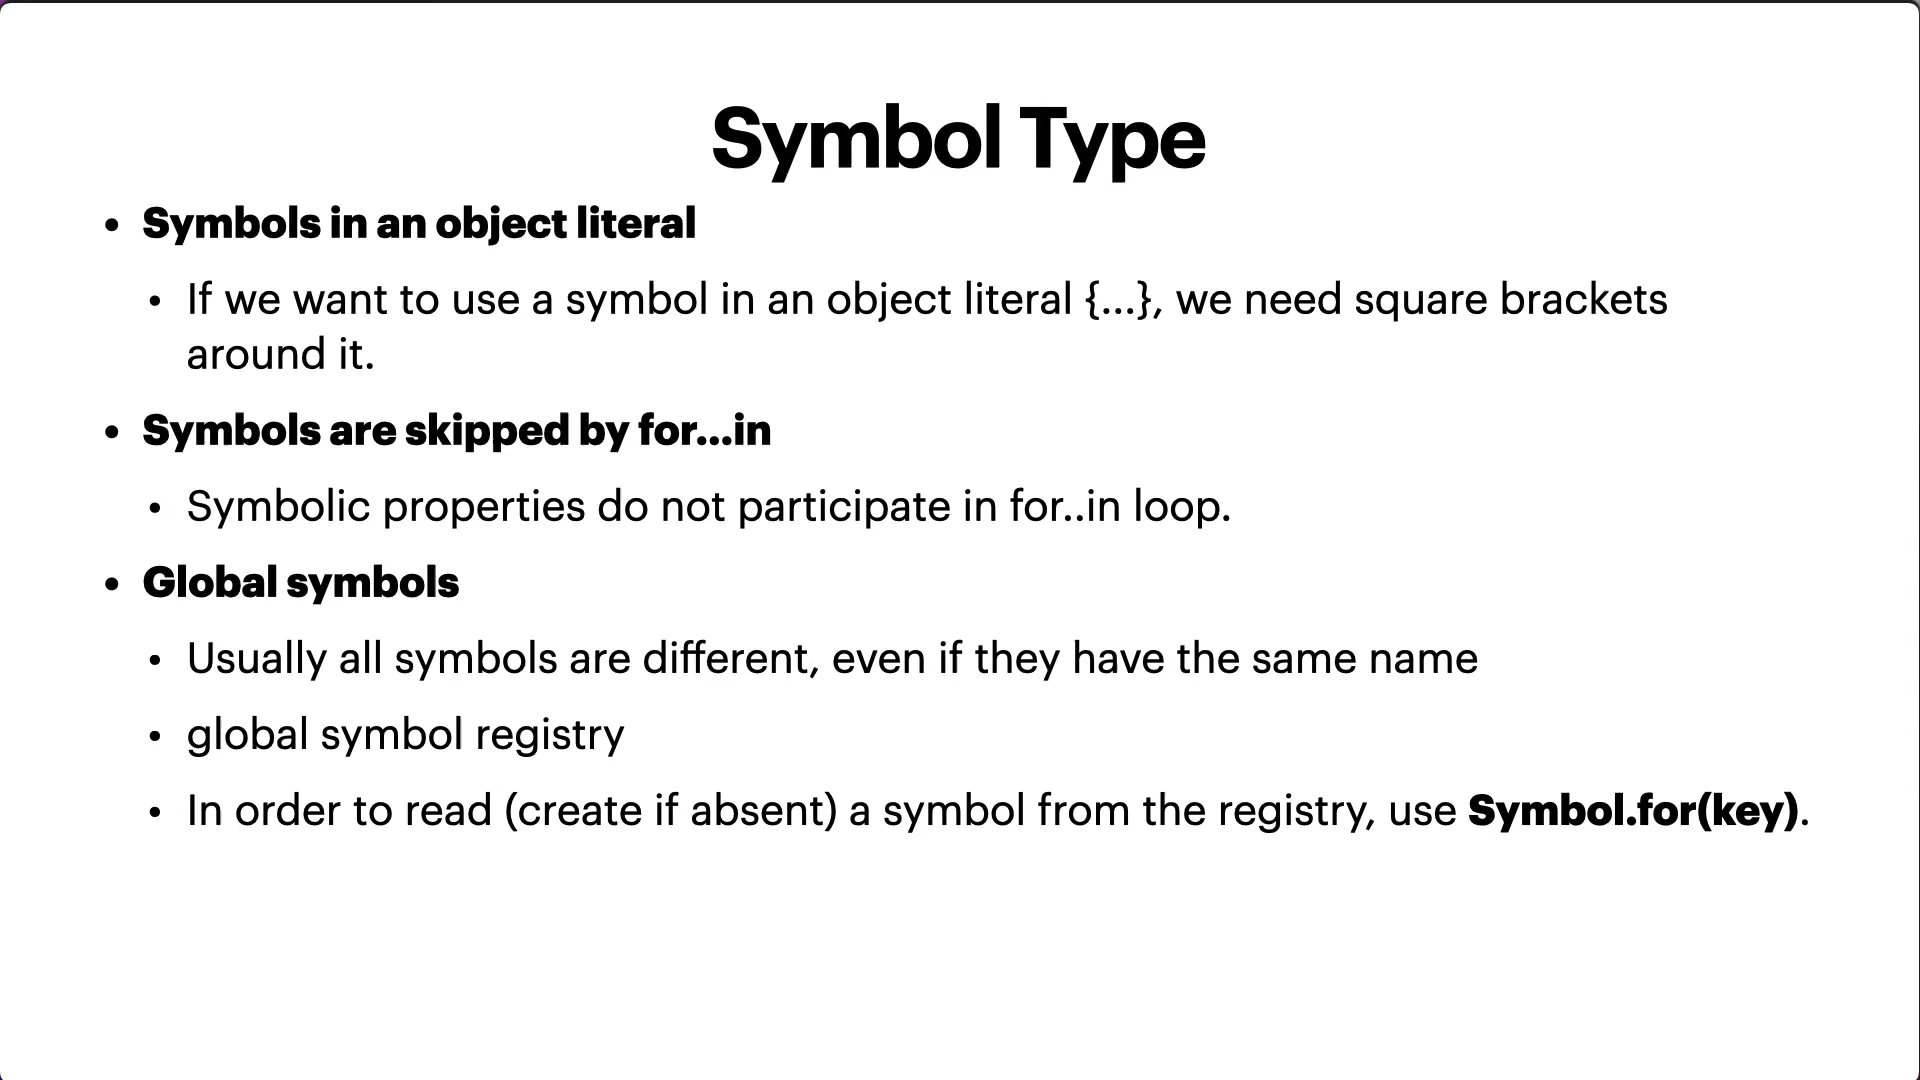 Symbol Type
• Symbols in an object literal
• If we want to use a symbol in an object literal {...}, we need square brackets
around it.
• Symbols are skipped by for...in
• Symbolic properties do not participate in for..in loop.
• Global symbols
• Usually all symbols are different, even if they have the same name
• global symbol registry
• In order to read (create if absent) a symbol from the registry, use Symbol.for(key).